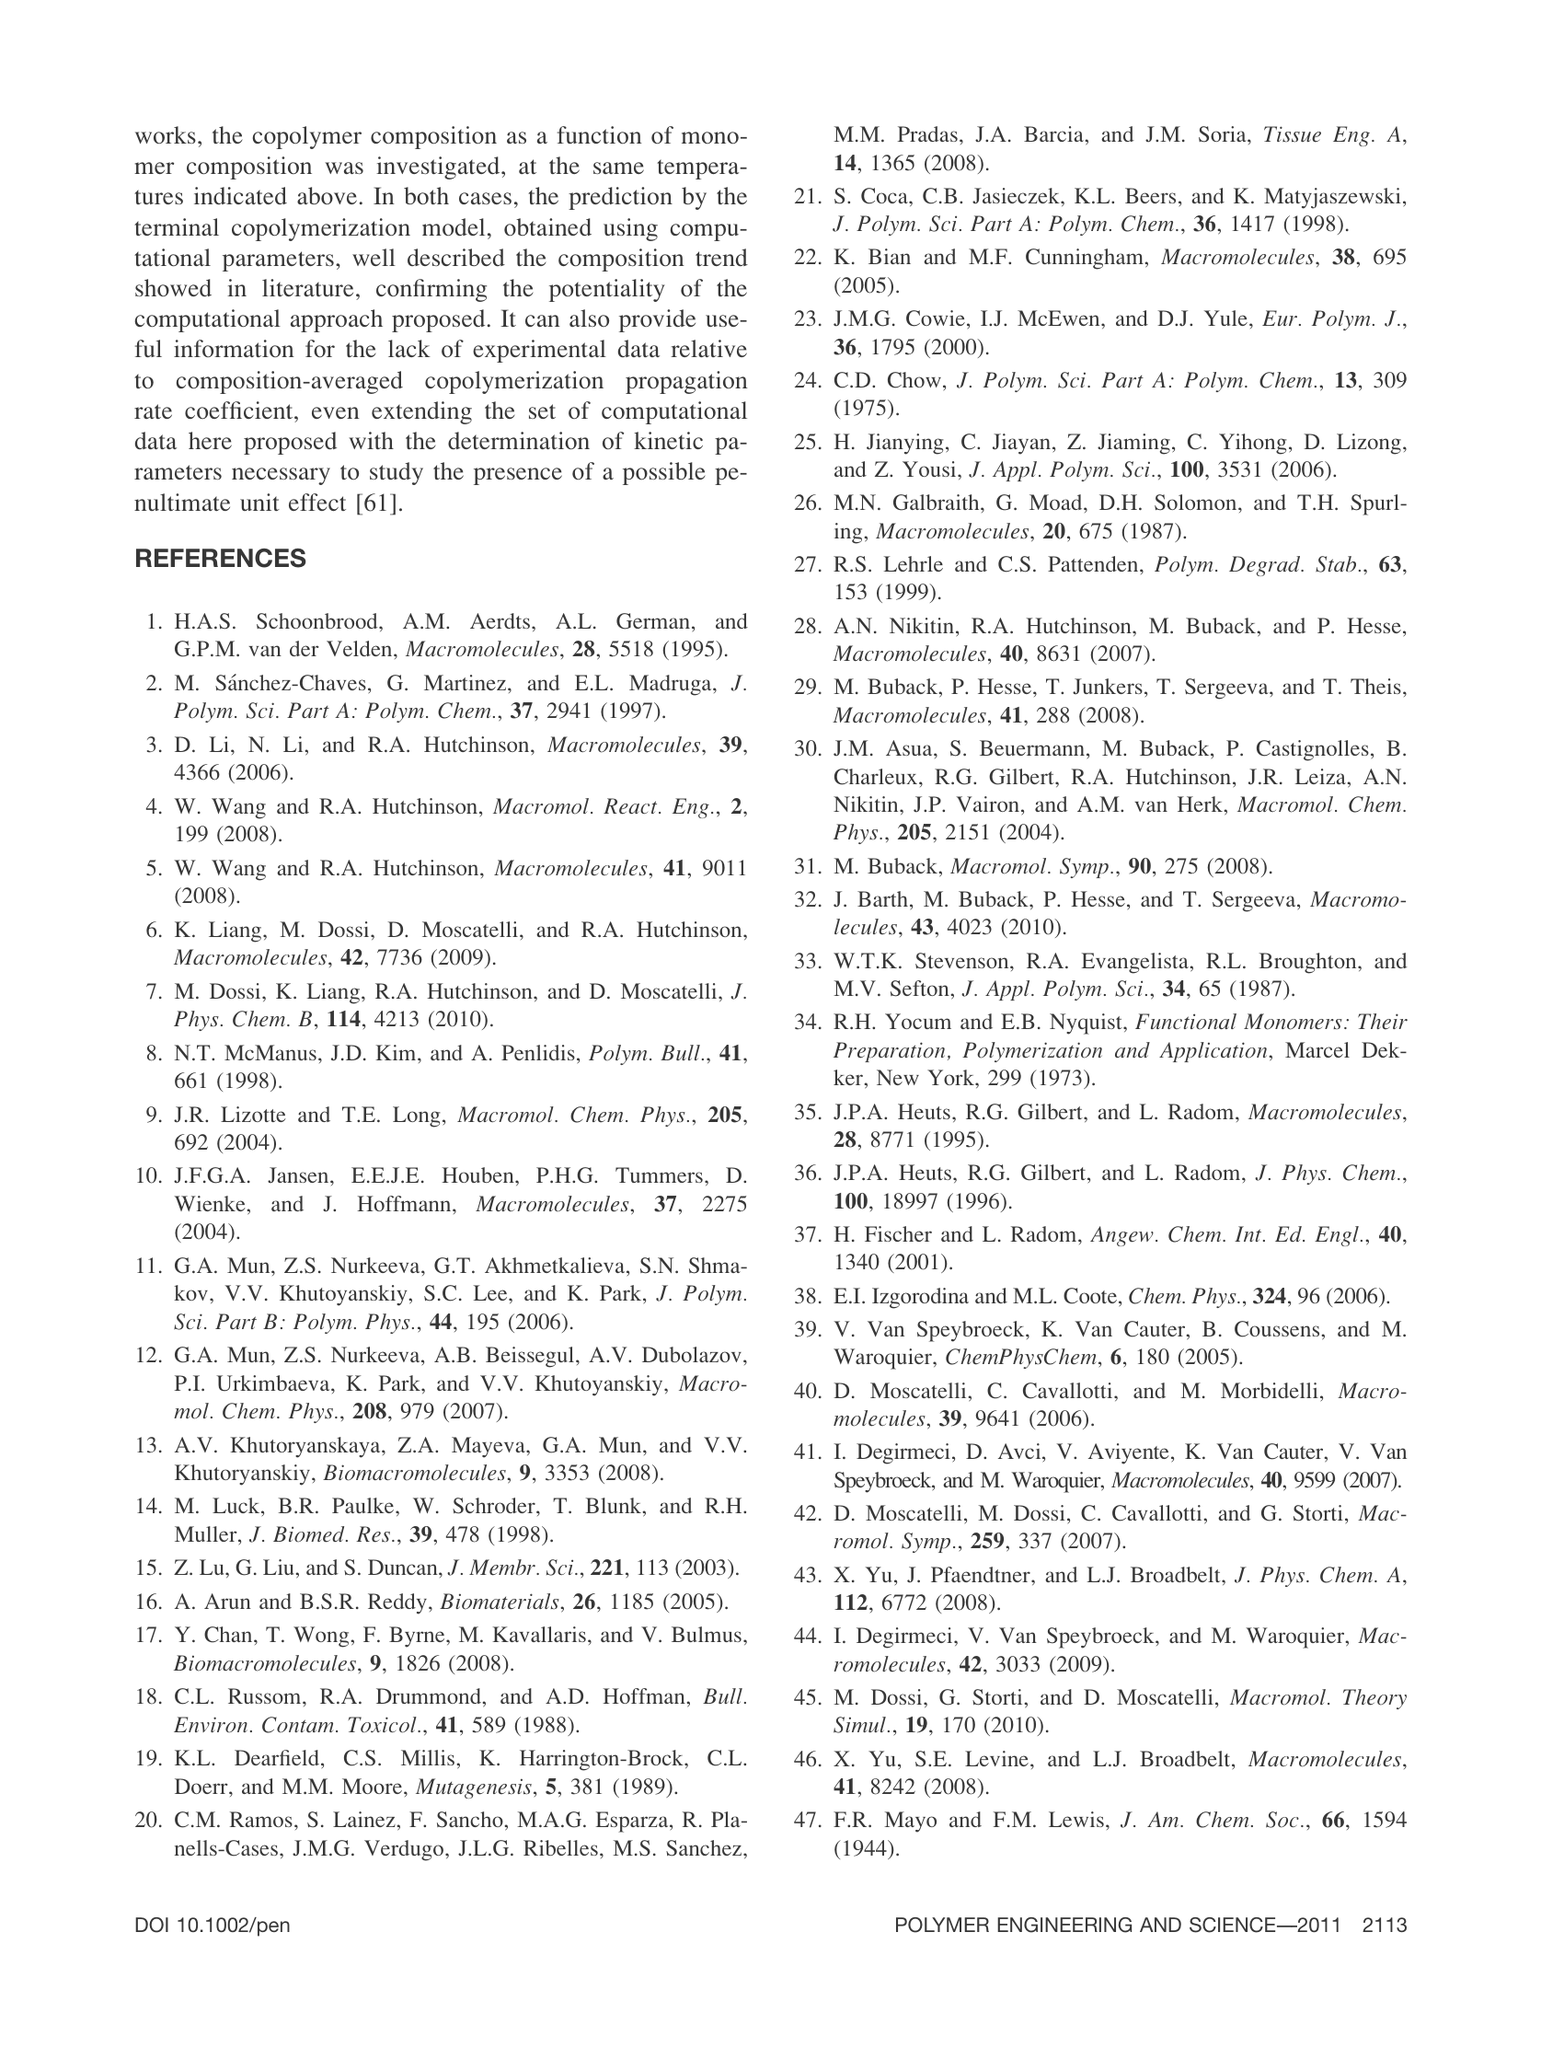 works, the copolymer composition as a function of mono-
mer composition was investigated, at the same tempera-
tures indicated above. In both cases, the prediction by the
terminal copolymerization model, obtained using compu-
tational parameters, well described the composition trend
showed in literature, confirming the potentiality of the
computational approach proposed. It can also provide use-
ful information for the lack of experimental data relative
to composition-averaged copolymerization propagation
rate coefficient, even extending the set of computational
data here proposed with the determination of kinetic pa-
rameters necessary to study the presence of a possible pe-
nultimate unit effect [61].
REFERENCES
1. H.A.S. Schoonbrood, A.M. Aerdts, A.L. German, and
G.P.M. van der Velden, Macromolecules, 28, 5518 (1995).
2. M. Sánchez-Chaves, G. Martinez, and E.L. Madruga, J.
Polym. Sci. Part A: Polym. Chem., 37, 2941 (1997).
3. D. Li, N. Li, and R.A. Hutchinson, Macromolecules, 39,
4366 (2006).
4. W. Wang and R.A. Hutchinson, Macromol. React. Eng., 2,
199 (2008).
5. W. Wang and R.A. Hutchinson, Macromolecules, 41, 9011
(2008).
6. K. Liang, M. Dossi, D. Moscatelli, and R.A. Hutchinson,
Macromolecules, 42, 7736 (2009).
7. M. Dossi, K. Liang, R.A. Hutchinson, and D. Moscatelli, J.
Phys. Chem. B, 114, 4213 (2010).
8. N.T. McManus, J.D. Kim, and A. Penlidis, Polym. Bull., 41,
661 (1998).
9. J.R. Lizotte and T.E. Long, Macromol. Chem. Phys., 205,
692 (2004).
10. J.F.G.A. Jansen, E.E.J.E. Houben, P.H.G. Tummers, D.
Wienke, and J. Hoffmann, Macromolecules, 37, 2275
(2004).
11. G.A. Mun, Z.S. Nurkeeva, G.T. Akhmetkalieva, S.N. Shma-
kov, V.V. Khutoyanskiy, S.C. Lee, and K. Park, J. Polym.
Sci. Part B: Polym. Phys., 44, 195 (2006).
12. G.A. Mun, Z.S. Nurkeeva, A.B. Beissegul, A.V. Dubolazov,
P.I. Urkimbaeva, K. Park, and V.V. Khutoyanskiy, Macro-
mol. Chem. Phys., 208, 979 (2007).
13. A.V. Khutoryanskaya, Z.A. Mayeva, G.A. Mun, and V.V.
Khutoryanskiy, Biomacromolecules, 9, 3353 (2008).
14. M. Luck, B.R. Paulke, W. Schroder, T. Blunk, and R.H.
Muller, J. Biomed. Res., 39, 478 (1998).
15. Z. Lu, G. Liu, and S. Duncan, J. Membr. Sci., 221, 113 (2003).
16. A. Arun and B.S.R. Reddy, Biomaterials, 26, 1185 (2005).
17. Y. Chan, T. Wong, F. Byrne, M. Kavallaris, and V. Bulmus,
Biomacromolecules, 9, 1826 (2008).
18. C.L. Russom, R.A. Drummond, and A.D. Hoffman, Bull.
Environ. Contam. Toxicol., 41, 589 (1988).
19. K.L. Dearfield, C.S. Millis, K. Harrington-Brock, C.L.
Doerr, and M.M. Moore, Mutagenesis, 5, 381 (1989).
20. C.M. Ramos, S. Lainez, F. Sancho, M.A.G. Esparza, R. Pla-
nells-Cases, J.M.G. Verdugo, J.L.G. Ribelles, M.S. Sanchez,
M.M. Pradas, J.A. Barcia, and J.M. Soria, Tissue Eng. A,
14, 1365 (2008).
21. S. Coca, C.B. Jasieczek, K.L. Beers, and K. Matyjaszewski,
J. Polym. Sci. Part A: Polym. Chem., 36, 1417 (1998).
22. K. Bian and M.F. Cunningham, Macromolecules, 38, 695
(2005).
23. J.M.G. Cowie, I.J. McEwen, and D.J. Yule, Eur. Polym. J.,
36, 1795 (2000).
24. C.D. Chow, J. Polym. Sci. Part A: Polym. Chem., 13, 309
(1975).
25. H. Jianying, C. Jiayan, Z. Jiaming, C. Yihong, D. Lizong,
and Z. Yousi, J. Appl. Polym. Sci., 100, 3531 (2006).
26. M.N. Galbraith, G. Moad, D.H. Solomon, and T.H. Spurl-
ing, Macromolecules, 20, 675 (1987).
27. R.S. Lehrle and C.S. Pattenden, Polym. Degrad. Stab., 63,
153 (1999).
28. A.N. Nikitin, R.A. Hutchinson, M. Buback, and P. Hesse,
Macromolecules, 40, 8631 (2007).
29. M. Buback, P. Hesse, T. Junkers, T. Sergeeva, and T. Theis,
Macromolecules, 41, 288 (2008).
30. J.M. Asua, S. Beuermann, M. Buback, P. Castignolles, B.
Charleux, R.G. Gilbert, R.A. Hutchinson, J.R. Leiza, A.N.
Nikitin, J.P. Vairon, and A.M. van Herk, Macromol. Chem.
Phys., 205, 2151 (2004).
31. M. Buback, Macromol. Symp., 90, 275 (2008).
32. J. Barth, M. Buback, P. Hesse, and T. Sergeeva, Macromo-
lecules, 43, 4023 (2010).
33. W.T.K. Stevenson, R.A. Evangelista, R.L. Broughton, and
M.V. Sefton, J. Appl. Polym. Sci., 34, 65 (1987).
34. R.H. Yocum and E.B. Nyquist, Functional Monomers: Their
Preparation, Polymerization and Application, Marcel Dek-
ker, New York, 299 (1973).
35. J.P.A. Heuts, R.G. Gilbert, and L. Radom, Macromolecules,
28, 8771 (1995).
36. J.P.A. Heuts, R.G. Gilbert, and L. Radom, J. Phys. Chem.,
100, 18997 (1996).
37. H. Fischer and L. Radom, Angew. Chem. Int. Ed. Engl., 40,
1340 (2001).
38. E.I. Izgorodina and M.L. Coote, Chem. Phys., 324, 96 (2006).
39. V. Van Speybroeck, K. Van Cauter, B. Coussens, and M.
Waroquier, ChemPhysChem, 6, 180 (2005).
40. D. Moscatelli, C. Cavallotti, and M. Morbidelli, Macro-
molecules, 39, 9641 (2006).
41. I. Degirmeci, D. Avci, V. Aviyente, K. Van Cauter, V. Van
Speybroeck, and M. Waroquier, Macromolecules, 40, 9599 (2007).
42. D. Moscatelli, M. Dossi, C. Cavallotti, and G. Storti, Mac-
romol. Symp., 259, 337 (2007).
43. X. Yu, J. Pfaendtner, and L.J. Broadbelt, J. Phys. Chem. A,
112, 6772 (2008).
44. I. Degirmeci, V. Van Speybroeck, and M. Waroquier, Mac-
romolecules, 42, 3033 (2009).
45. M. Dossi, G. Storti, and D. Moscatelli, Macromol. Theory
Simul., 19, 170 (2010).
46. X. Yu, S.E. Levine, and L.J. Broadbelt, Macromolecules,
41, 8242 (2008).
47. F.R. Mayo and F.M. Lewis, J. Am. Chem. Soc., 66, 1594
(1944).
DOI 10.1002/pen
POLYMER ENGINEERING AND SCIENCE—2011 2113